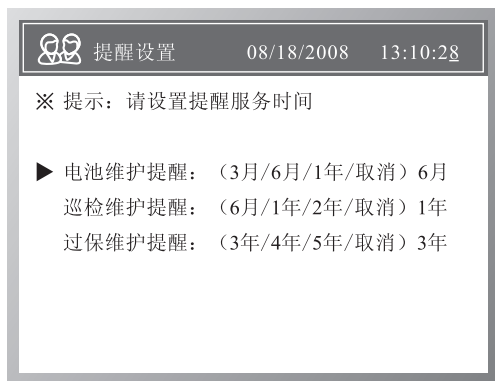 提醒设置 08/18/2008 13:10:28
※ 提示：请设置提醒服务时间
▶ 电池维护提醒：（3月/6月/1年/取消）6月
巡检维护提醒：（6月/1年/2年/取消）1年
过保维护提醒：（3年/4年/5年/取消）3年